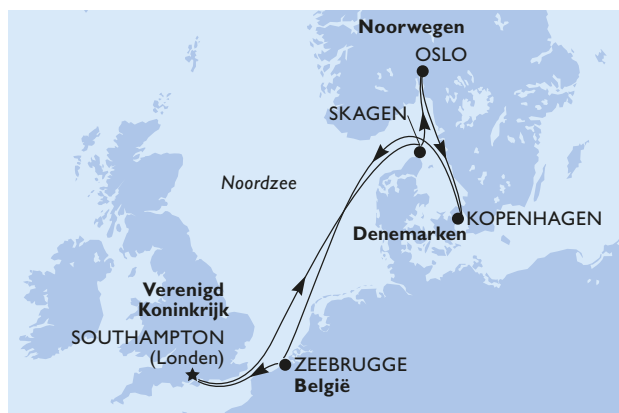 Noorwegen
OSLO
SKAGEN
Noordzee
KOPENHAGEN
Denemarken
Verenigd
Koninkrijk
SOUTHAMPTON
(Londen)
ZEEBRUGGE
België